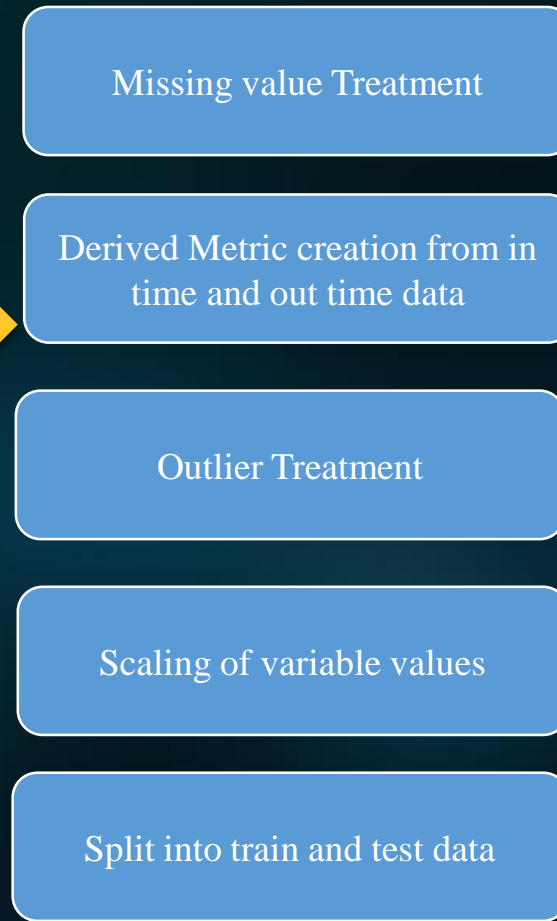 Missing value Treatment
Derived Metric creation from in
time and out time data
Outlier Treatment
Scaling of variable values
Split into train and test data